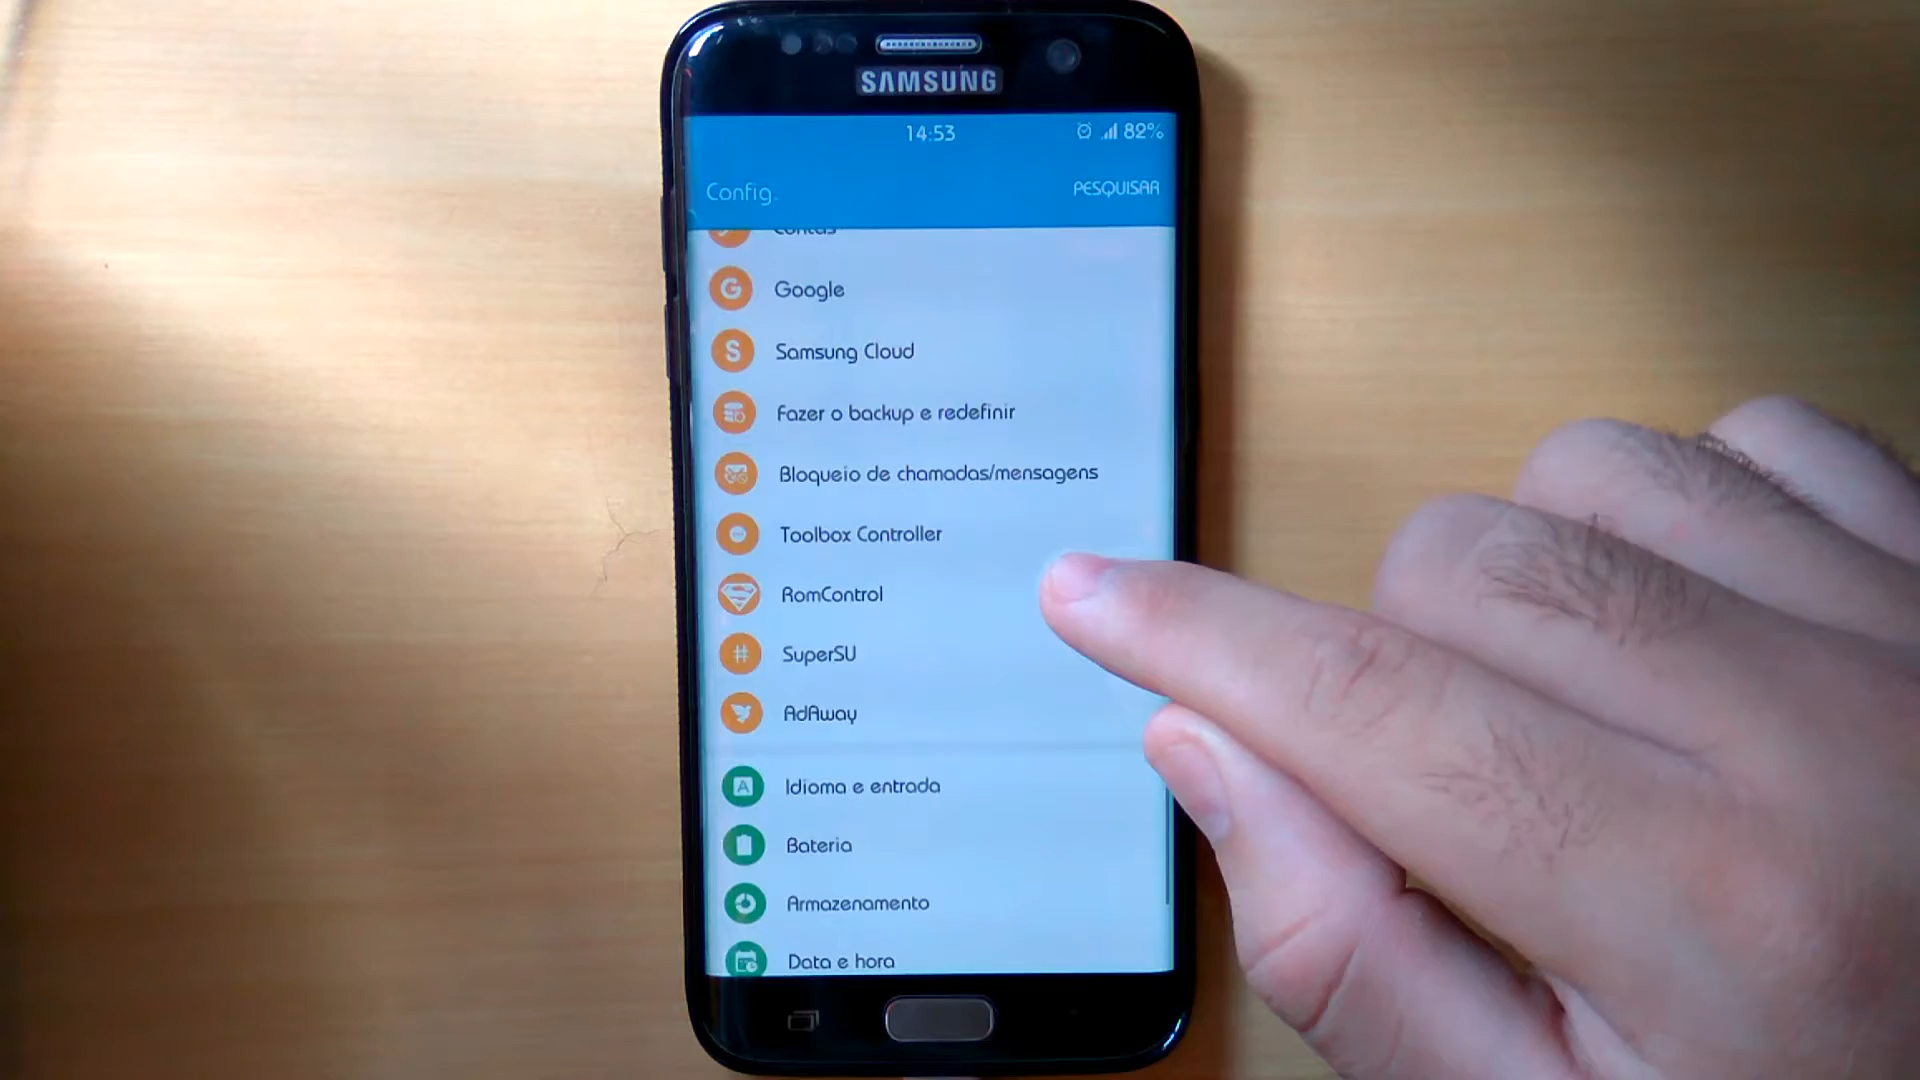 SAMSUNG
14:53 82%
Config. PESQUISAR
Contas
Google
Samsung Cloud
Fazer o backup e redefinir
Bloqueio de chamadas/mensagens
Toolbox Controller
RomControl
SuperSU
AdAway
Idioma e entrada
Bateria
Armazenamento
Data e hora